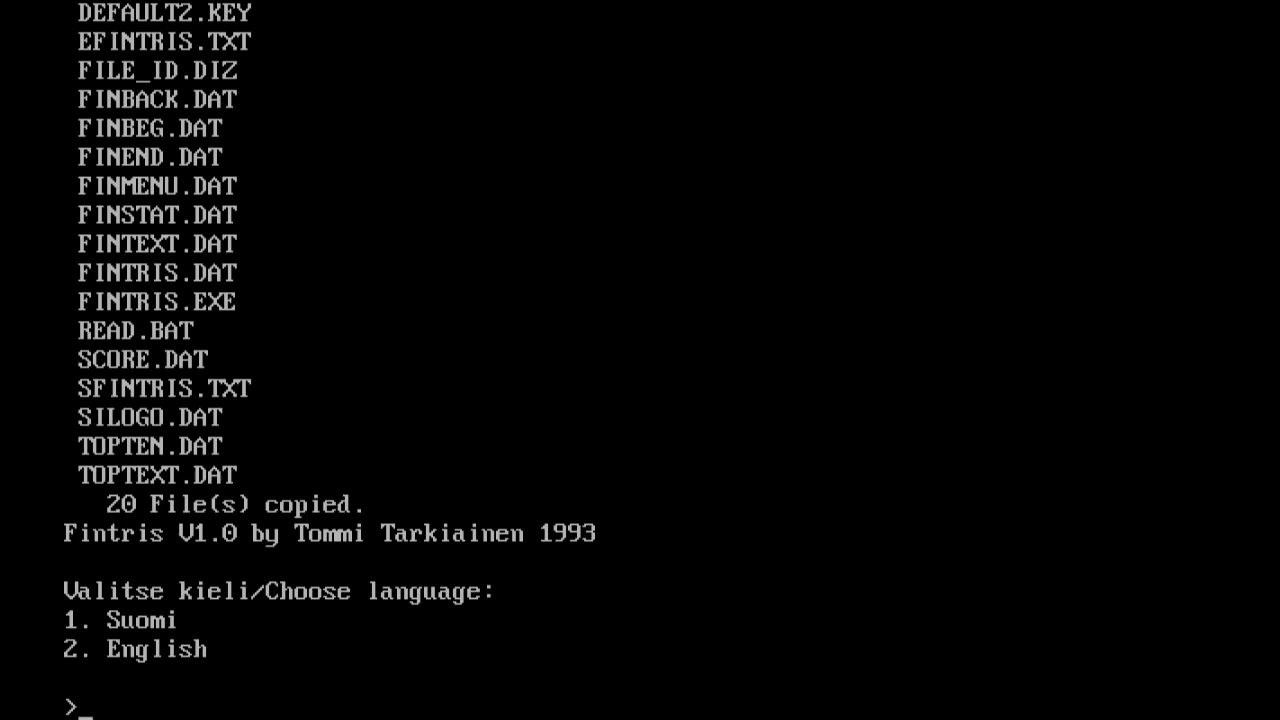 DEFAULT2.KEY
EFINTRIS.TXT
FILE_ID.DIZ
FINBACK.DAT
FINBEG.DAT
FINEND.DAT
FINMENU.DAT
FINSTAT.DAT
FINTEXT.DAT
FINTRIS.DAT
FINTRIS.EXE
READ.BAT
SCORE.DAT
SFINTRIS.TXT
SILOGO.DAT
TOPTEN.DAT
TOPTEXT.DAT
20 File(s) copied.
Fintris V1.0 by Tommi Tarkiainen 1993
Valitse kieli/Choose language:
1. Suomi
2. English
>_